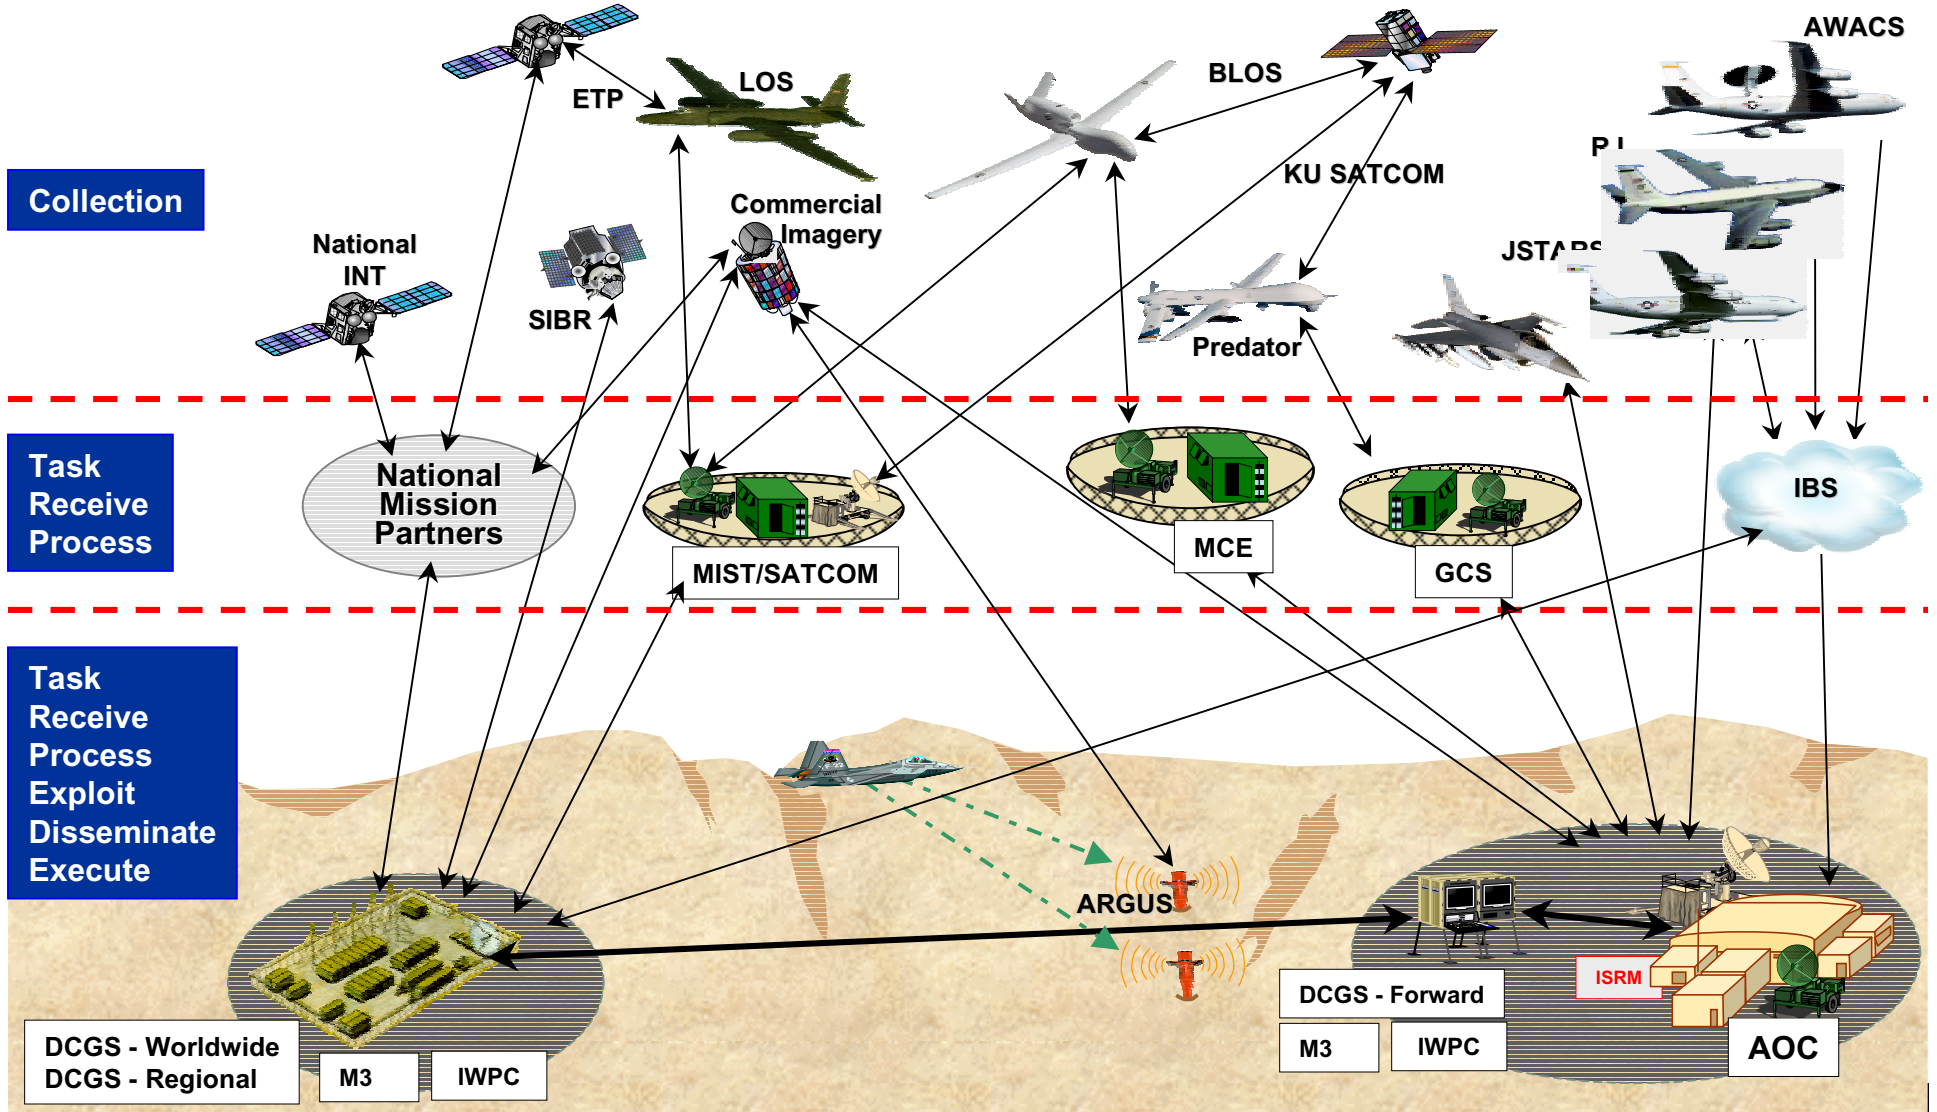 AWACS
LOS
BLOS
ETP
Collection
KU SATCOM
Commercial
Imagery
National
INT
SIBR
Predator
Task
Receive
Process
National
Mission
Partners
IBS
MCE
MIST/SATCOM
GCS
Task
Receive
Process
Exploit
Disseminate
Execute
ARGUS
ISRM
DCGS - Forward
M3
IWPC
AOC
DCGS - Worldwide
DCGS - Regional
M3
IWPC